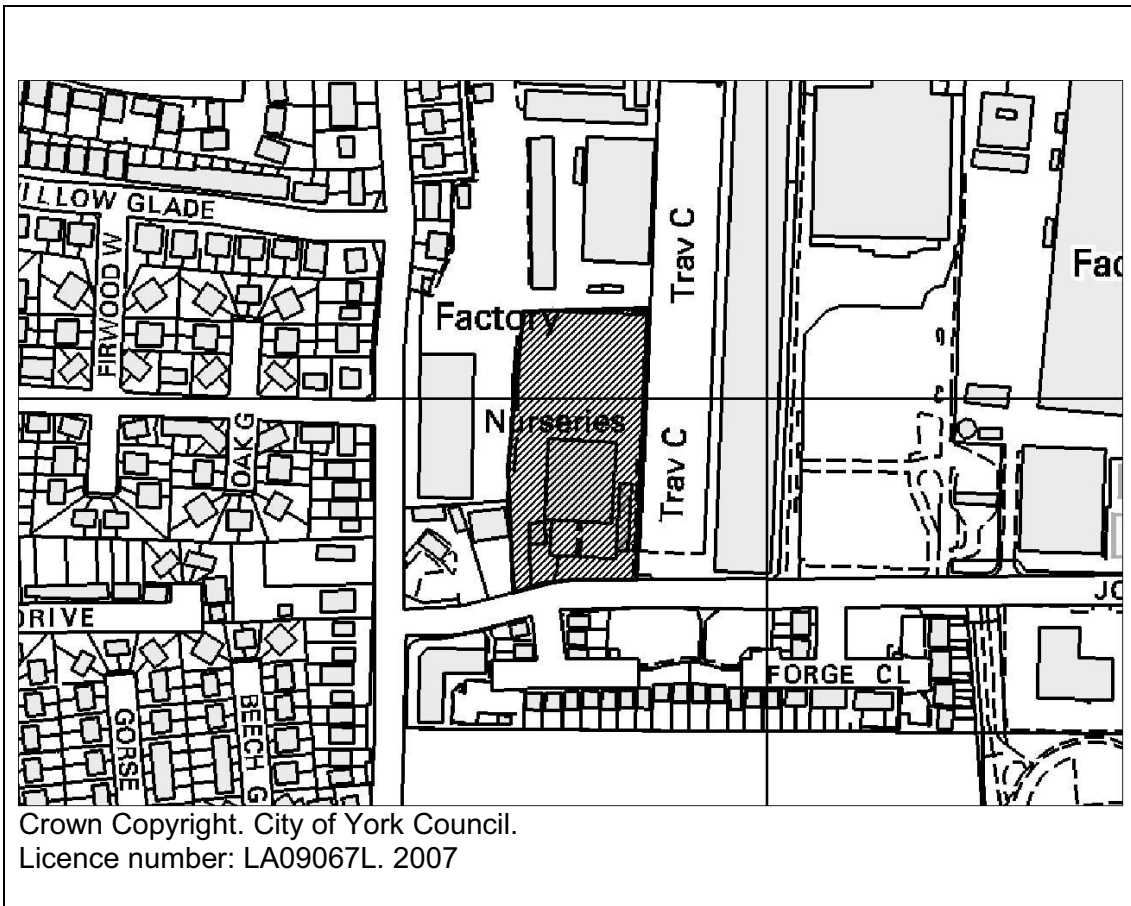 ILLOW GLADE
FIRWOOD W
Trav C
Factory
Fac
Nurseries
OAK G
Trav C
DRIVE
JO
FORGE CL
GORSE
BEECH G
Crown Copyright. City of York Council.
Licence number: LA09067L. 2007